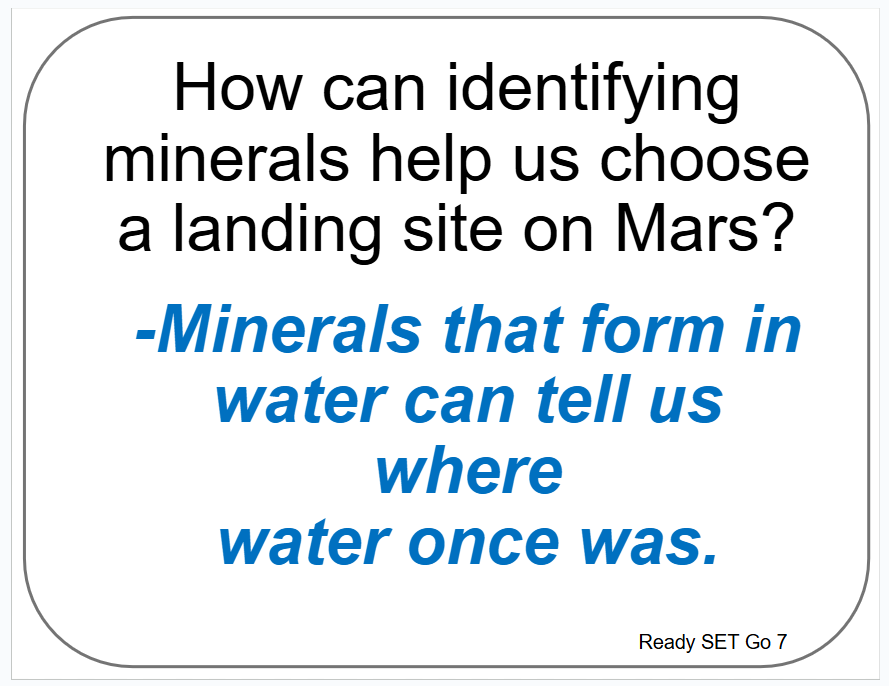 How can identifying
minerals help us choose
a landing site on Mars?
-Minerals that form in
water can tell us
where
water once was.
Ready SET Go 7